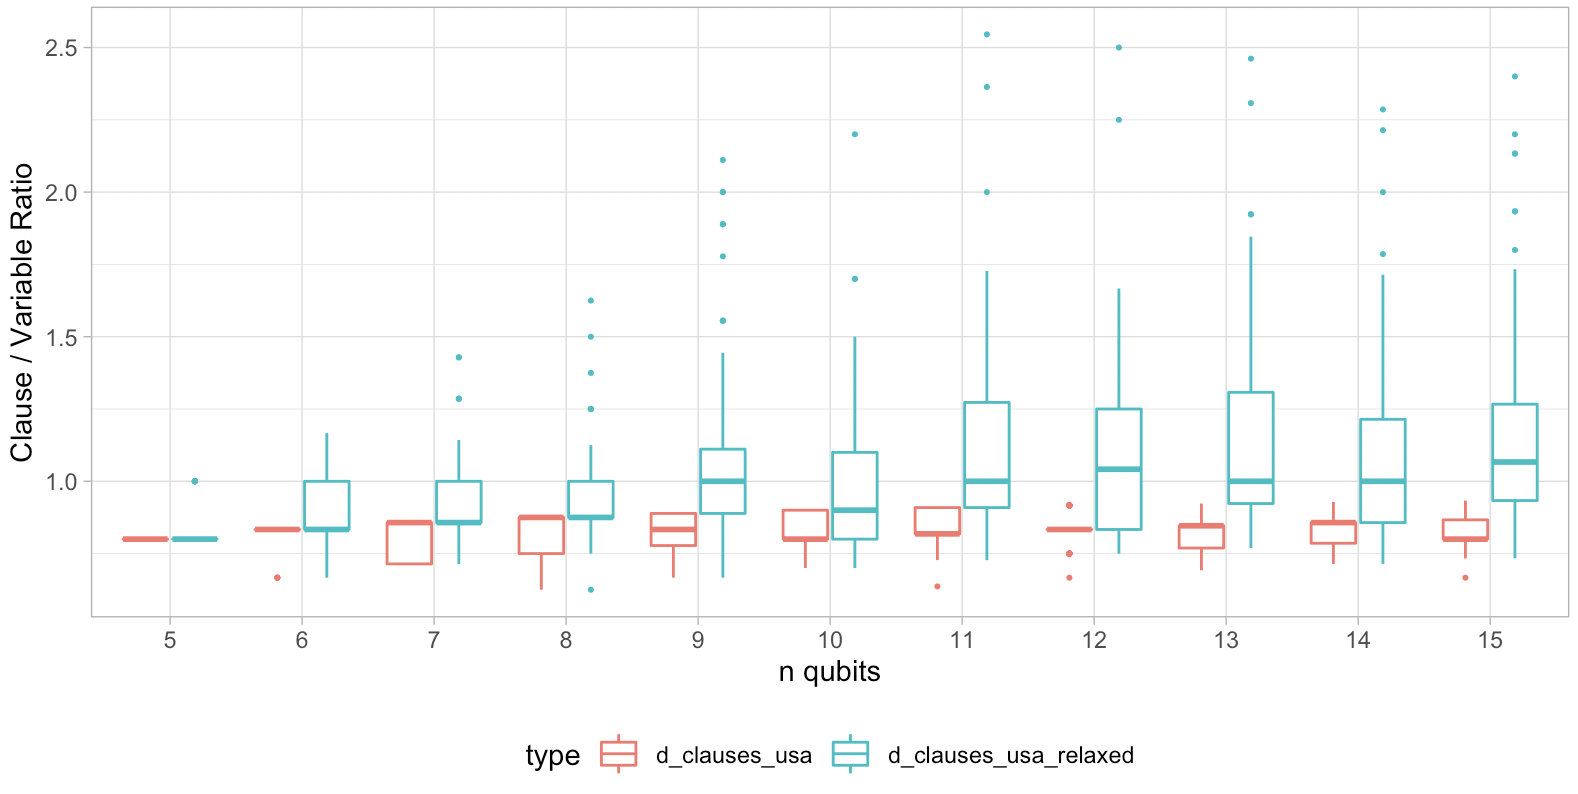 Clause / Variable Ratio
2.5
2.0
1.5
1.0
5 6 7 8 9 10 11 12 13 14 15
n qubits
type d_clauses_usa d_clauses_usa_relaxed